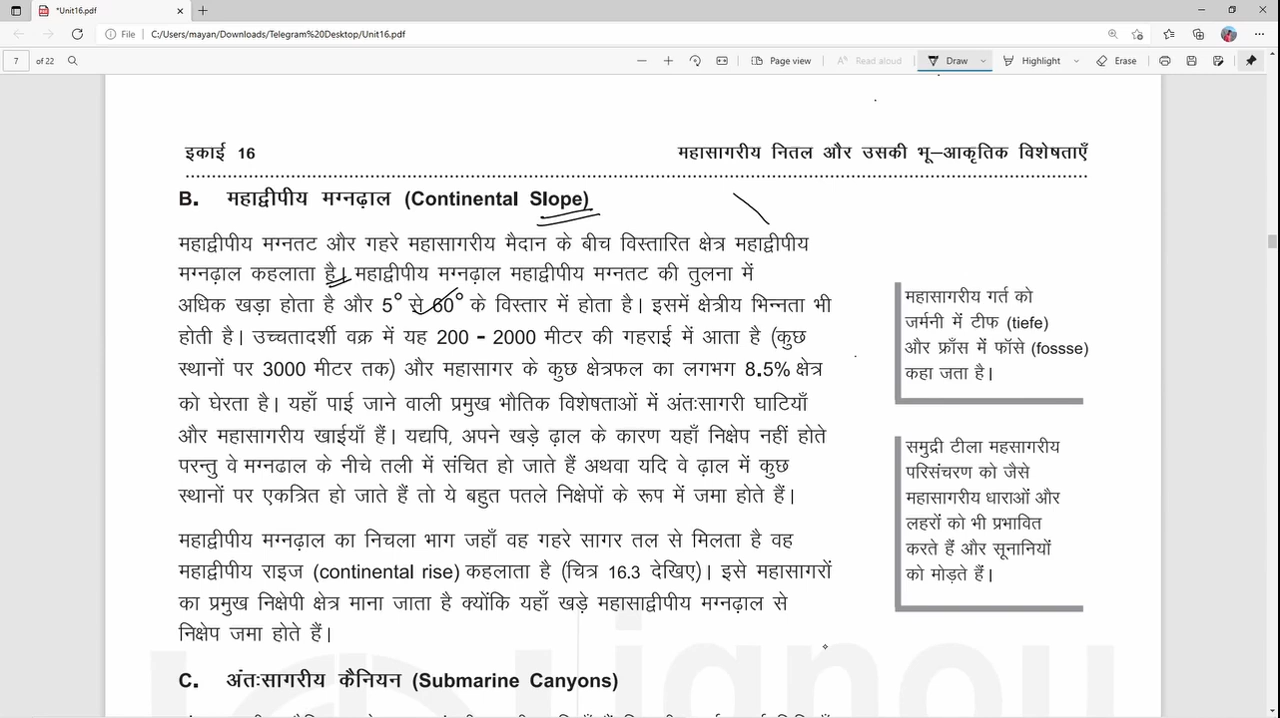 *Unit16.pdf
File C:/Users/mayan/Downloads/Telegram%20Desktop/Unit16.pdf
7 of 22 Page view Read aloud Draw Highlight Erase
इकाई 16 महासागरीय नितल और उसकी भू–आकृतिक विशेषताएँ
B. महाद्वीपीय मग्नढ़ाल (Continental Slope)
महाद्वीपीय मग्नतट और गहरे महासागरीय मैदान के बीच विस्तारित क्षेत्र महाद्वीपीय
मग्नढ़ाल कहलाता है। महाद्वीपीय मग्नढ़ाल महाद्वीपीय मग्नतट की तुलना में
अधिक खड़ा होता है और 5° से 60° के विस्तार में होता है। इसमें क्षेत्रीय भिन्नता भी
होती है। उच्चतादर्शी वक्र में यह 200 - 2000 मीटर की गहराई में आता है (कुछ
स्थानों पर 3000 मीटर तक) और महासागर के कुछ क्षेत्रफल का लगभग 8.5% क्षेत्र
को घेरता है। यहाँ पाई जाने वाली प्रमुख भौतिक विशेषताओं में अंतःसागरी घाटियाँ
और महासागरीय खाईयाँ हैं। यद्यपि, अपने खड़े ढ़ाल के कारण यहाँ निक्षेप नहीं होते
परन्तु वे मग्नढाल के नीचे तली में संचित हो जाते हैं अथवा यदि वे ढ़ाल में कुछ
स्थानों पर एकत्रित हो जाते हैं तो ये बहुत पतले निक्षेपों के रूप में जमा होते हैं।
महाद्वीपीय मग्नढ़ाल का निचला भाग जहाँ वह गहरे सागर तल से मिलता है वह
महाद्वीपीय राइज (continental rise) कहलाता है (चित्र 16.3 देखिए)। इसे महासागरों
का प्रमुख निक्षेपी क्षेत्र माना जाता है क्योंकि यहाँ खड़े महासाद्वीपीय मग्नढ़ाल से
निक्षेप जमा होते हैं।
C. अंतःसागरीय कैनियन (Submarine Canyons)
महासागरीय गर्त को
जर्मनी में टीफ (tiefe)
और फ्राँस में फॉसे (fossse)
कहा जता है।
समुद्री टीला महसागरीय
परिसंचरण को जैसे
महासागरीय धाराओं और
लहरों को भी प्रभावित
करते हैं और सूनानियों
को मोड़ते हैं।
ignou